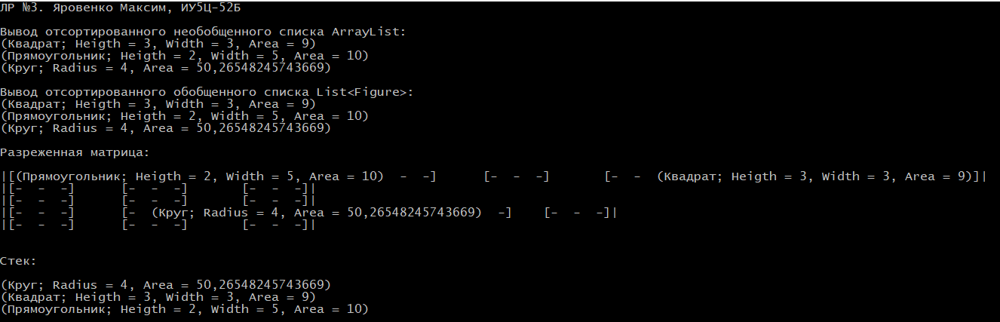 ЛР №3. Яровенко Максим, ИУ5Ц-52Б
Вывод отсортированного необобщенного списка ArrayList:
(Квадрат; Heigth = 3, Width = 3, Area = 9)
(Прямоугольник; Heigth = 2, Width = 5, Area = 10)
(Круг; Radius = 4, Area = 50,26548245743669)
Вывод отсортированного обобщенного списка List<Figure>:
(Квадрат; Heigth = 3, Width = 3, Area = 9)
(Прямоугольник; Heigth = 2, Width = 5, Area = 10)
(Круг; Radius = 4, Area = 50,26548245743669)
Разреженная матрица:
|[(Прямоугольник; Heigth = 2, Width = 5, Area = 10)  -  -]      [-  -  -]       [-  -  (Квадрат; Heigth = 3, Width = 3, Area = 9)]|
|[-  -  -]      [-  -  -]       [-  -  -]|
|[-  -  -]      [-  -  -]       [-  -  -]|
|[-  -  -]      [-  (Круг; Radius = 4, Area = 50,26548245743669)  -]    [-  -  -]|
|[-  -  -]      [-  -  -]       [-  -  -]|
Стек:
(Круг; Radius = 4, Area = 50,26548245743669)
(Квадрат; Heigth = 3, Width = 3, Area = 9)
(Прямоугольник; Heigth = 2, Width = 5, Area = 10)